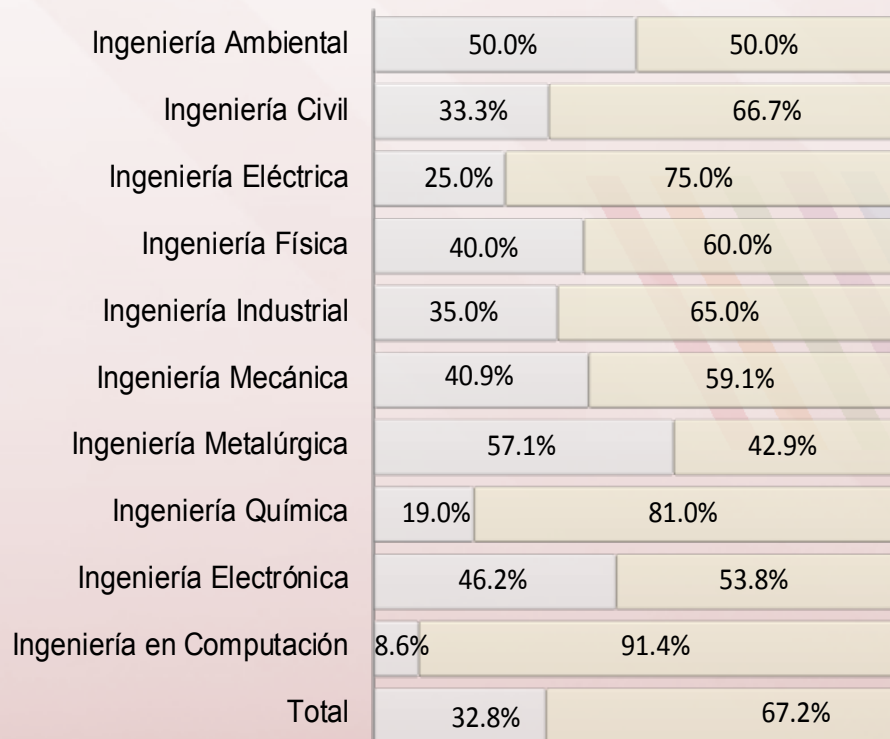 Ingeniería Ambiental 50.0% 50.0%
Ingeniería Civil 33.3% 66.7%
Ingeniería Eléctrica 25.0% 75.0%
Ingeniería Física 40.0% 60.0%
Ingeniería Industrial 35.0% 65.0%
Ingeniería Mecánica 40.9% 59.1%
Ingeniería Metalúrgica 57.1% 42.9%
Ingeniería Química 19.0% 81.0%
Ingeniería Electrónica 46.2% 53.8%
Ingeniería en Computación 8.6% 91.4%
Total 32.8% 67.2%